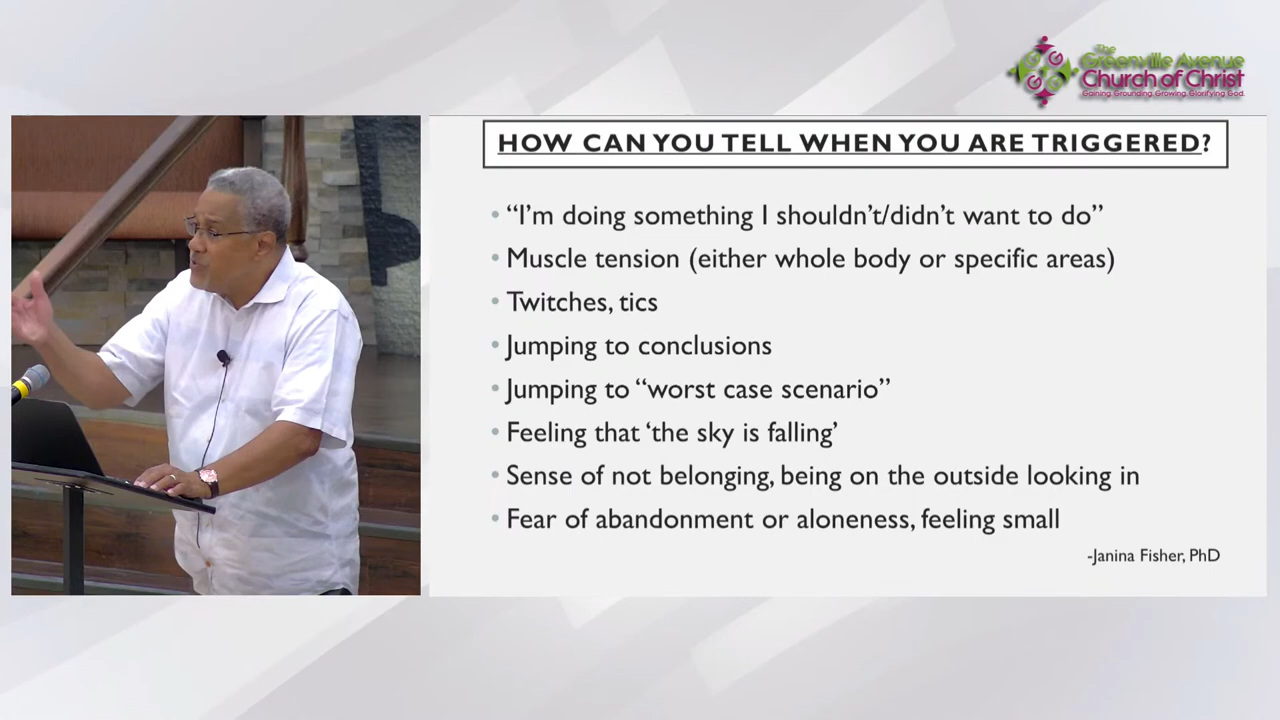 The
Greenville Avenue
Church of Christ
Gaining. Grounding. Growing. Glorifying God.
HOW CAN YOU TELL WHEN YOU ARE TRIGGERED?
• “I’m doing something I shouldn’t/didn’t want to do”
• Muscle tension (either whole body or specific areas)
• Twitches, tics
• Jumping to conclusions
• Jumping to “worst case scenario”
• Feeling that ‘the sky is falling’
• Sense of not belonging, being on the outside looking in
• Fear of abandonment or aloneness, feeling small
-Janina Fisher, PhD